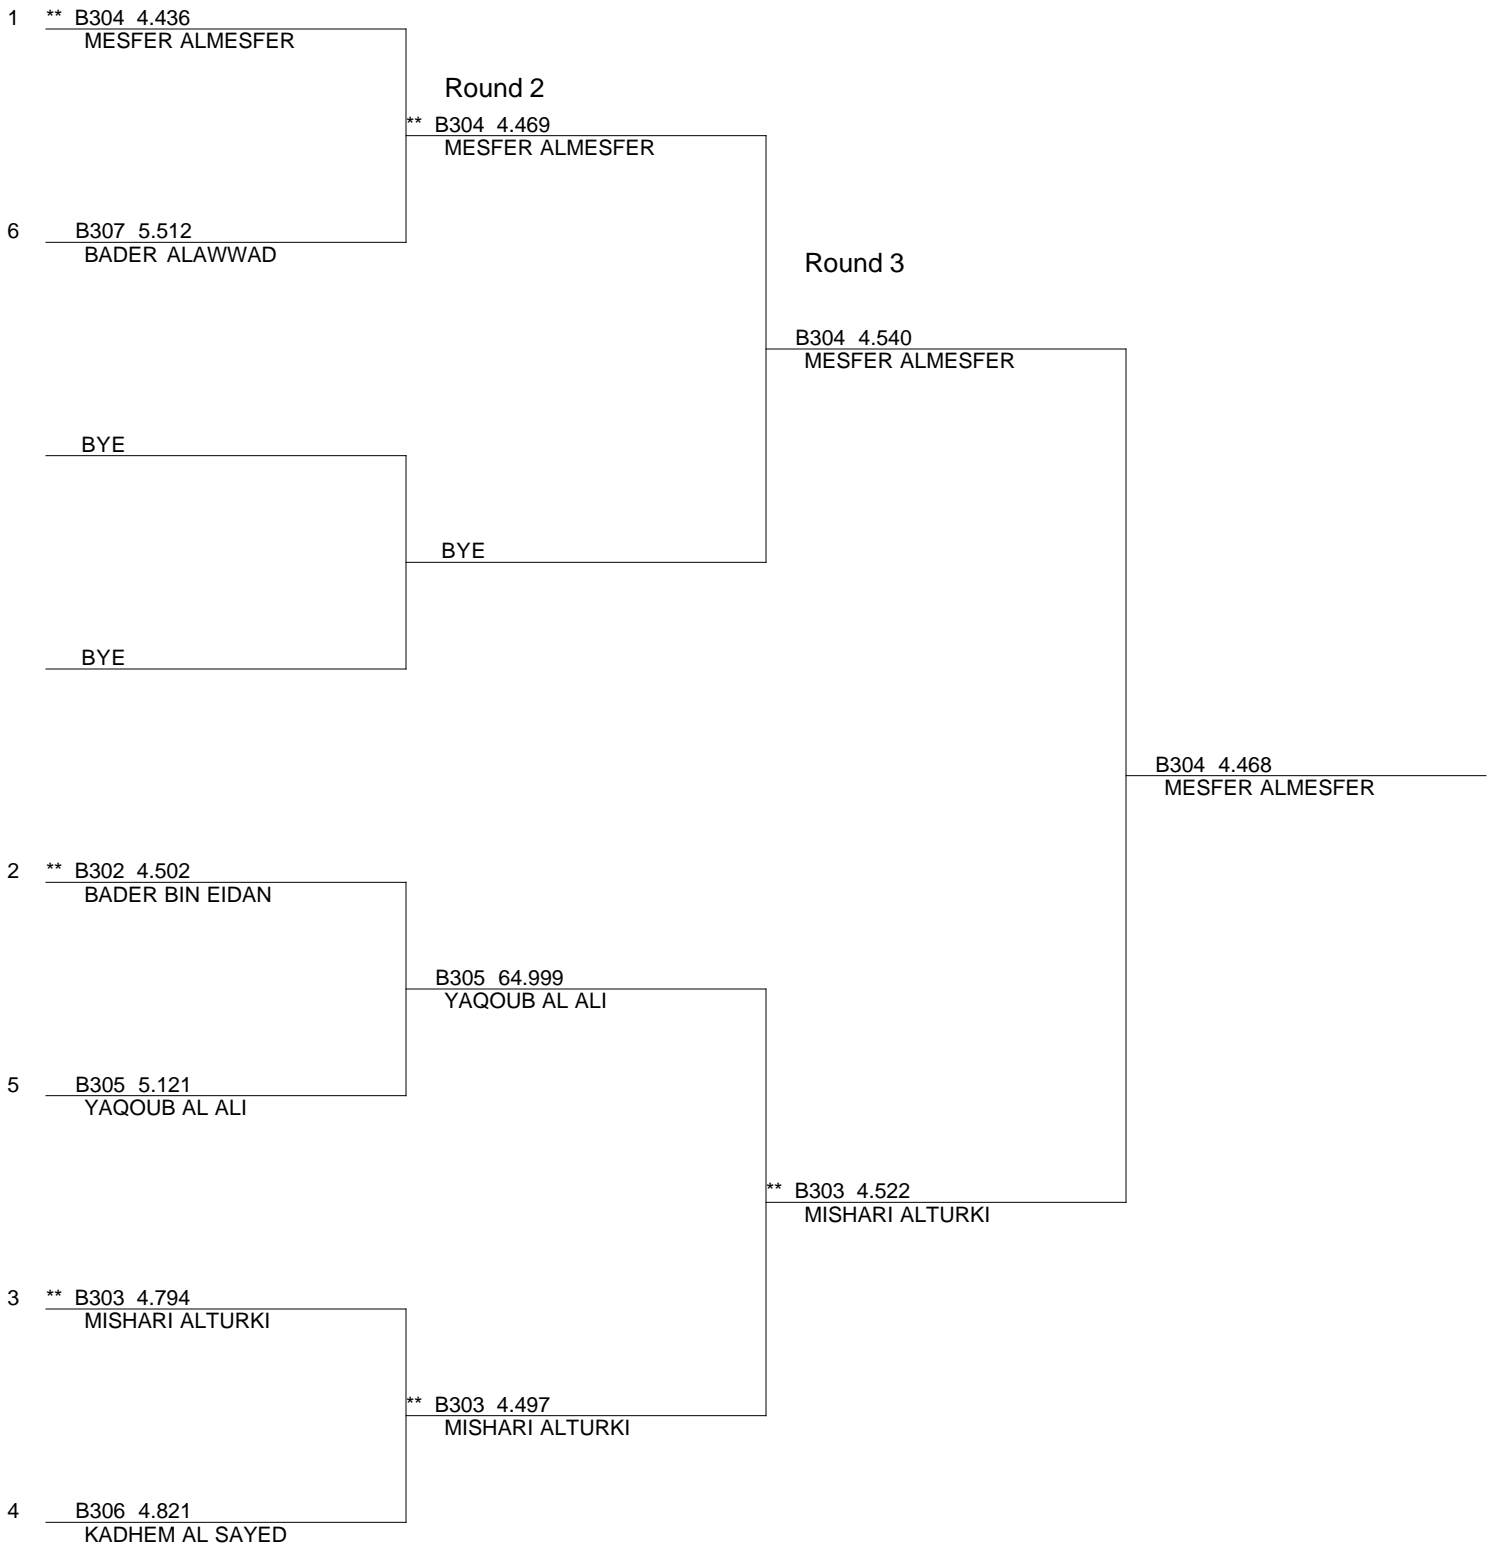 1 ** B304 4.436
MESFER ALMESFER
Round 2
** B304 4.469
MESFER ALMESFER
6 B307 5.512
BADER ALAWWAD
Round 3
B304 4.540
MESFER ALMESFER
BYE
BYE
BYE
B304 4.468
MESFER ALMESFER
2 ** B302 4.502
BADER BIN EIDAN
B305 64.999
YAQOUB AL ALI
5 B305 5.121
YAQOUB AL ALI
** B303 4.522
MISHARI ALTURKI
3 ** B303 4.794
MISHARI ALTURKI
** B303 4.497
MISHARI ALTURKI
4 B306 4.821
KADHEM AL SAYED